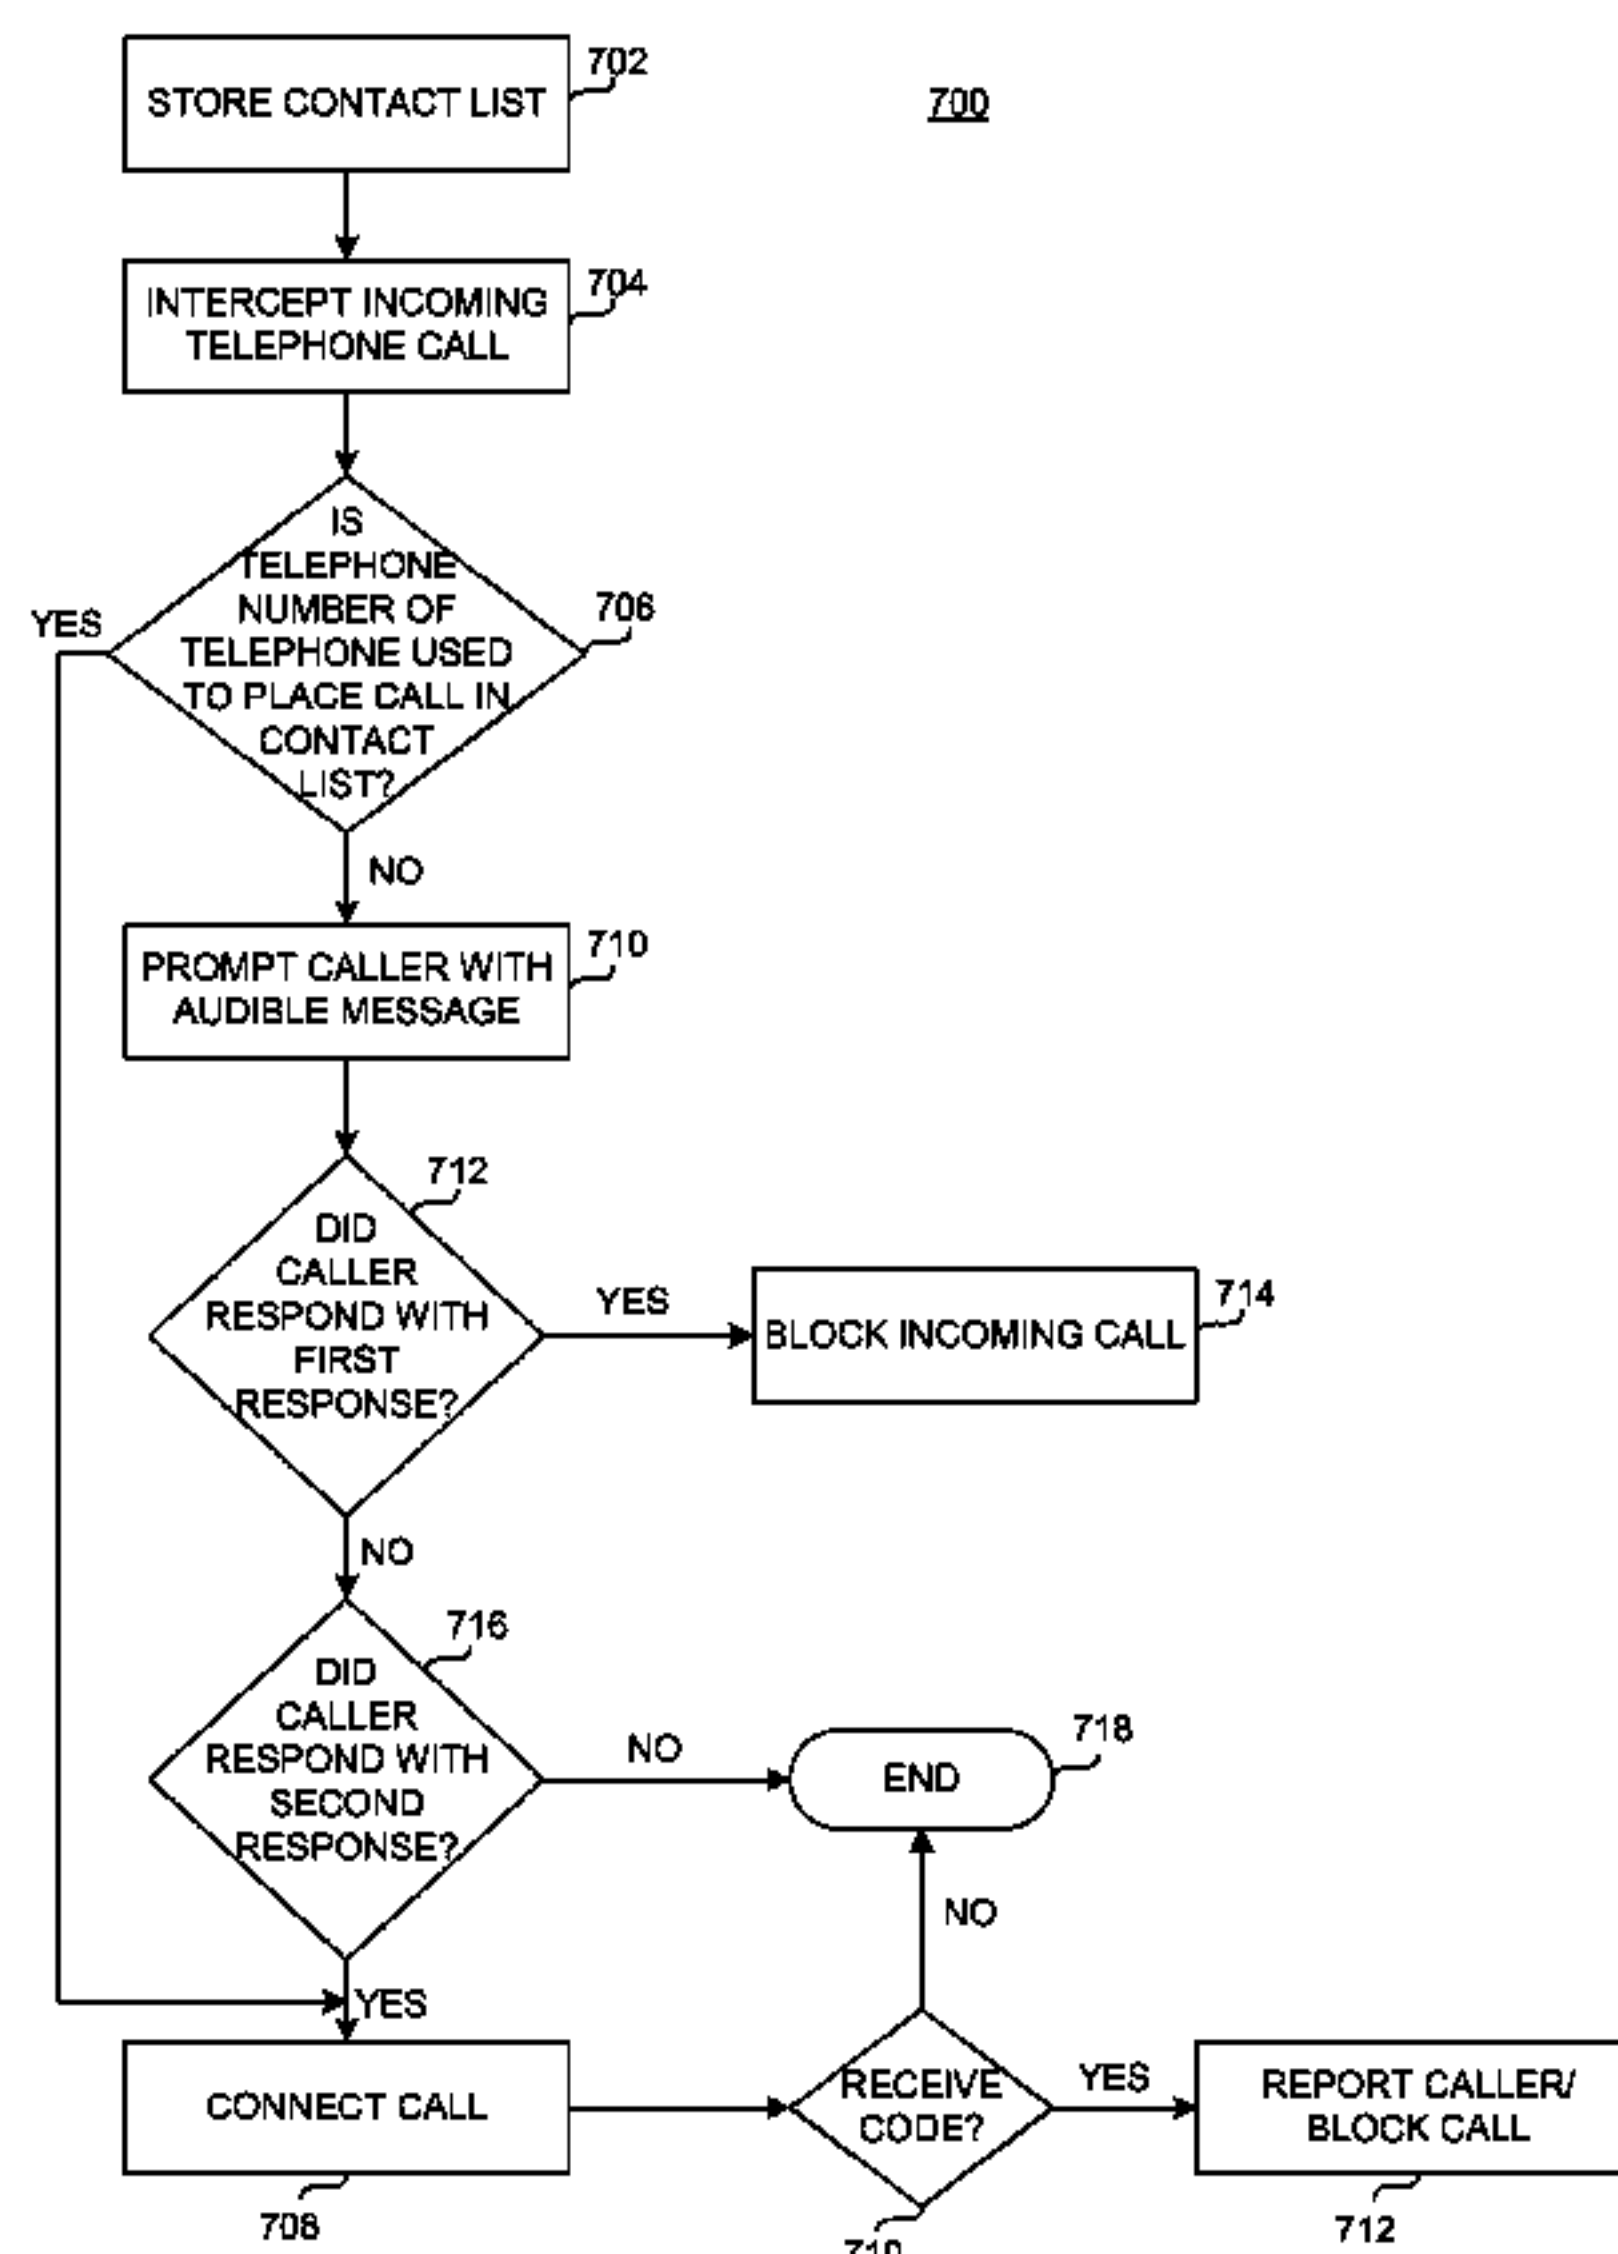 702
STORE CONTACT LIST
700
704
INTERCEPT INCOMING
TELEPHONE CALL
IS
TELEPHONE
NUMBER OF
TELEPHONE USED
TO PLACE CALL IN
CONTACT
LIST?
706
YES
NO
710
PROMPT CALLER WITH
AUDIBLE MESSAGE
712
DID
CALLER
RESPOND WITH
FIRST
RESPONSE?
YES
714
BLOCK INCOMING CALL
NO
716
DID
CALLER
RESPOND WITH
SECOND
RESPONSE?
NO
718
END
NO
YES
CONNECT CALL
708
RECEIVE
CODE?
YES
REPORT CALLER/
BLOCK CALL
712